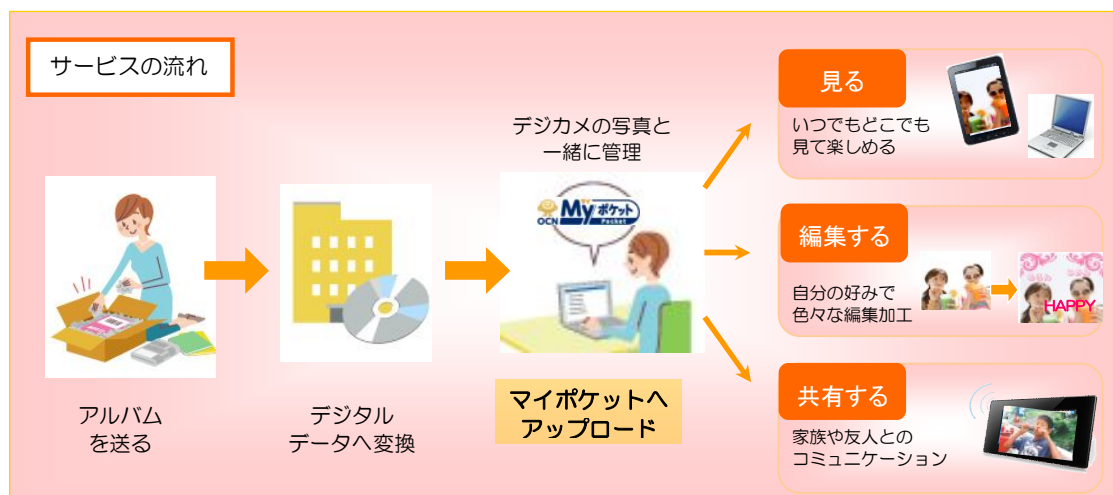 サービスの流れ
アルバム
を送る
デジタル
データへ変換
デジカメの写真と
一緒に管理
OCN Myポケット
Pocket
マイポケットへ
アップロード
見る
いつでもどこでも
見て楽しめる
編集する
自分の好みで
色々な編集加工
HAPPY
共有する
家族や友人との
コミュニケーション